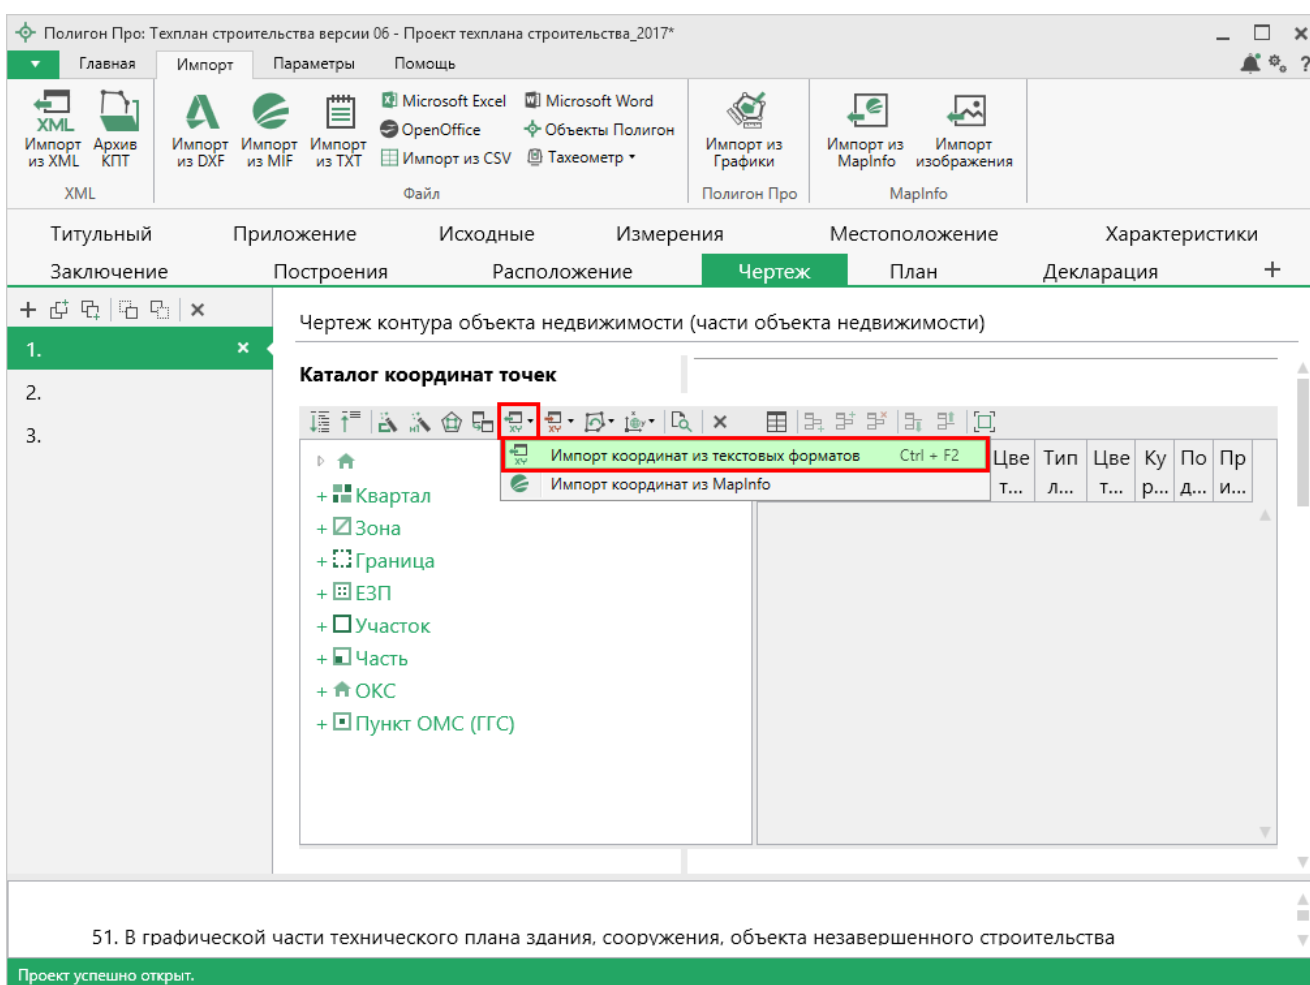 Полигон Про: Техплан строительства версии 06 - Проект техплана строительства_2017*
Главная Импорт Параметры Помощь
XML
Импорт из XML
Архив КПТ
Импорт из DXF
Импорт из MIF
Импорт из TXT
Microsoft Excel Microsoft Word
OpenOffice Объекты Полигон
Импорт из CSV Тахеометр
Импорт из Графики
Импорт из MapInfo
Импорт изображения
XML Файл Полигон Про MapInfo
Титульный Приложение Исходные Измерения Местоположение Характеристики
Заключение Построения Расположение Чертеж План Декларация +
1.
2.
3.
Чертеж контура объекта недвижимости (части объекта недвижимости)
Каталог координат точек
Импорт координат из текстовых форматов Ctrl + F2
Импорт координат из MapInfo
Цве т... Тип л... Цве т... Ку р... По д... Пр и...
+ Квартал
+ Зона
+ Граница
+ ЕЗП
+ Участок
+ Часть
+ ОКС
+ Пункт ОМС (ГГС)
51. В графической части технического плана здания, сооружения, объекта незавершенного строительства
Проект успешно открыт.